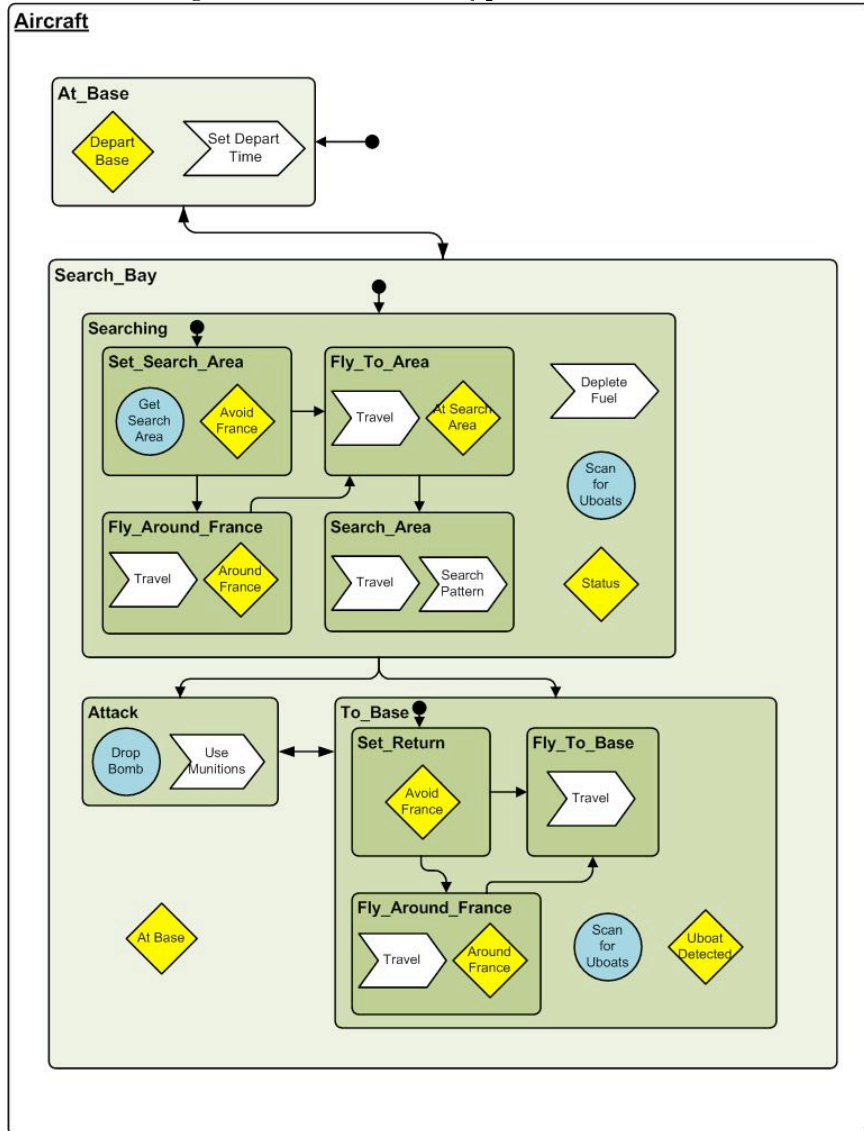 Aircraft
At_Base
Depart
Base
Set Depart
Time
Search_Bay
Searching
Set_Search_Area
Get
Search
Area
Avoid
France
Fly_To_Area
Travel
At Search
Area
Deplete
Fuel
Scan
for
Uboats
Fly_Around_France
Travel
Around
France
Search_Area
Travel
Search
Pattern
Status
Attack
Drop
Bomb
Use
Munitions
To_Base
Set_Return
Avoid
France
Fly_To_Base
Travel
At Base
Fly_Around_France
Travel
Around
France
Scan
for
Uboats
Uboat
Detected